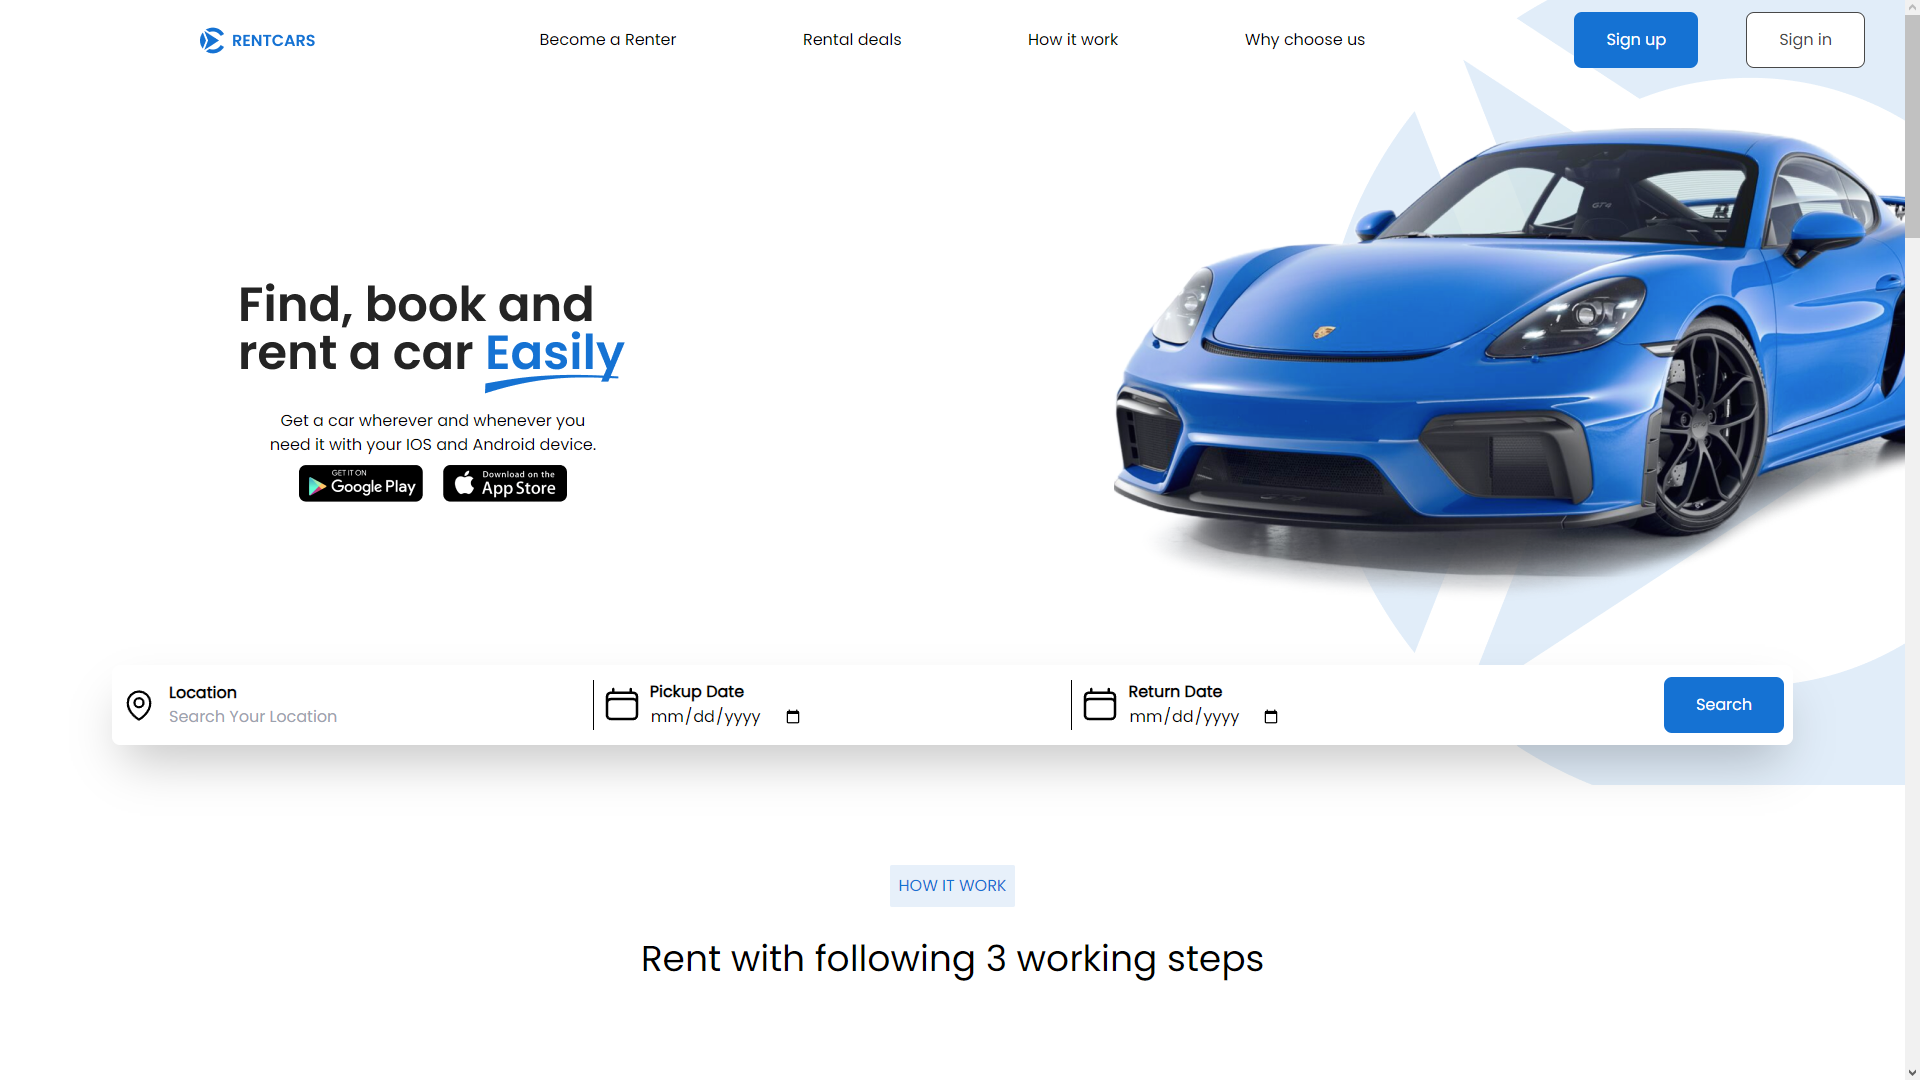 RENTCARS
Become a Renter
Rental deals
How it work
Why choose us
Sign up
Sign in
Find, book and
rent a car Easily
Get a car wherever and whenever you
need it with your IOS and Android device.
GET IT ON
Google Play
Download on the
App Store
Location
Search Your Location
Pickup Date
mm/dd/yyyy
Return Date
mm/dd/yyyy
Search
HOW IT WORK
Rent with following 3 working steps